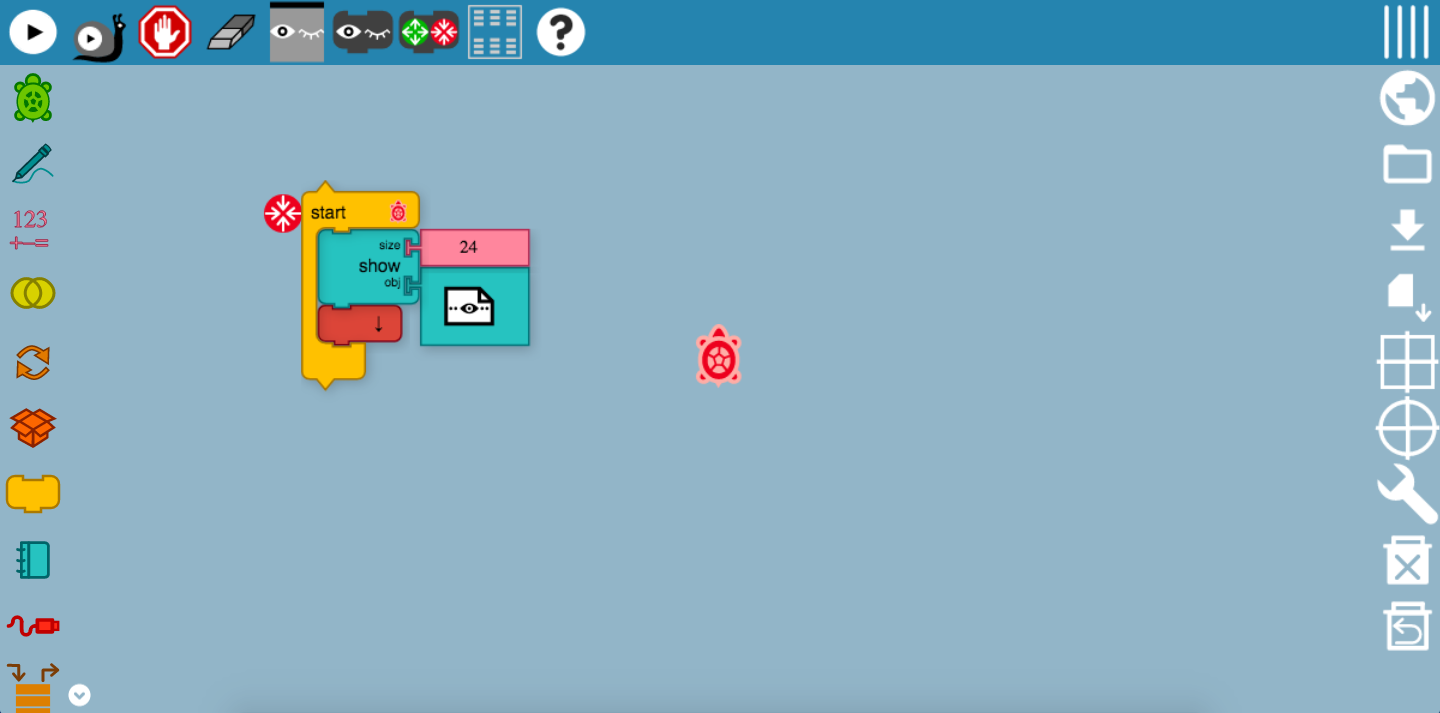 ?
123
+−=
start
size
24
show
obj